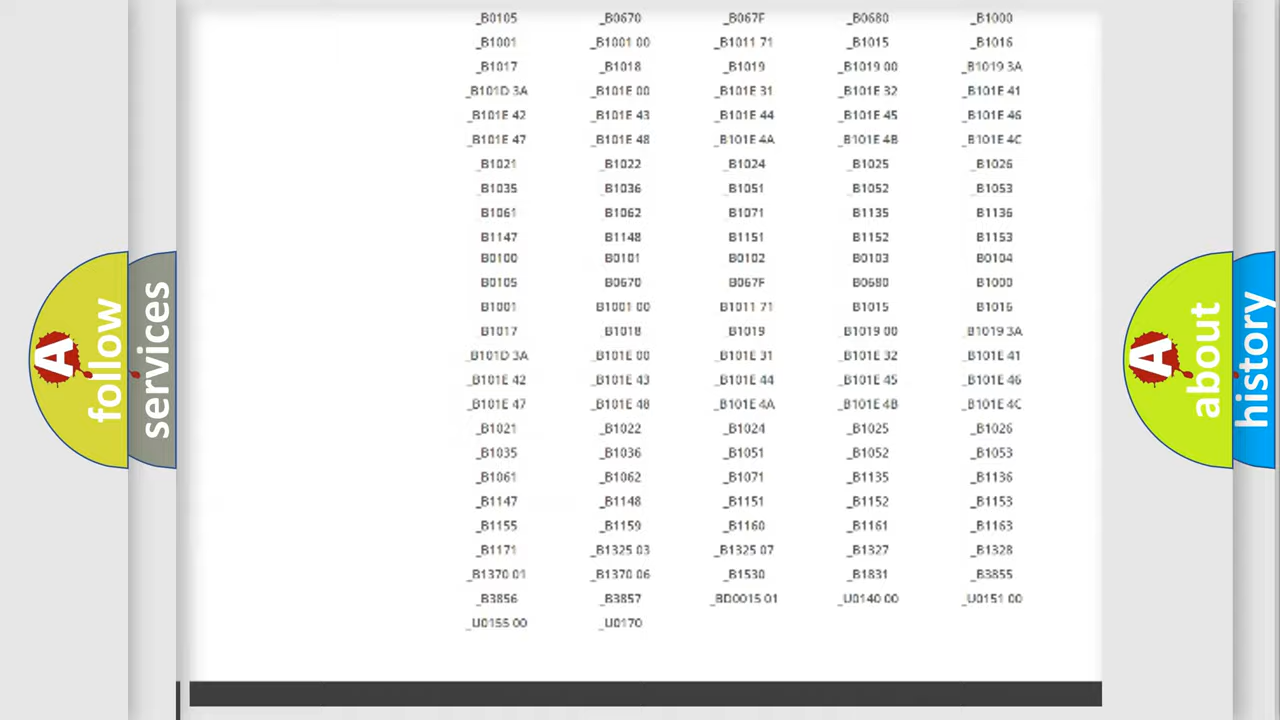 _B0105 _B0670 _B067F _B0680 _B1000
_B1001 _B1001 00 _B1011 71 _B1015 _B1016
_B1017 _B1018 _B1019 _B1019 00 _B1019 3A
_B101D 3A _B101E 00 _B101E 31 _B101E 32 _B101E 41
_B101E 42 _B101E 43 _B101E 44 _B101E 45 _B101E 46
_B101E 47 _B101E 48 _B101E 4A _B101E 4B _B101E 4C
_B1021 _B1022 _B1024 _B1025 _B1026
_B1035 _B1036 _B1051 _B1052 _B1053
B1061 B1062 B1071 B1135 B1136
B1147 B1148 B1151 B1152 B1153
B0100 B0101 B0102 B0103 B0104
B0105 B0670 B067F B0680 B1000
B1001 B1001 00 B1011 71 B1015 B1016
B1017 B1018 _B1019 _B1019 00 _B1019 3A
_B101D 3A _B101E 00 _B101E 31 _B101E 32 _B101E 41
_B101E 42 _B101E 43 _B101E 44 _B101E 45 _B101E 46
_B101E 47 _B101E 48 _B101E 4A _B101E 4B _B101E 4C
_B1021 _B1022 _B1024 _B1025 _B1026
_B1035 _B1036 _B1051 _B1052 _B1053
_B1061 _B1062 _B1071 _B1135 _B1136
_B1147 _B1148 _B1151 _B1152 _B1153
_B1155 _B1159 _B1160 _B1161 _B1163
_B1171 _B1325 03 _B1325 07 _B1327 _B1328
_B1370 01 _B1370 06 _B1530 _B1831 _B3855
_B3856 _B3857 _BD0015 01 _U0140 00 _U0151 00
_U0155 00 _U0170
A follow
services
A about
history